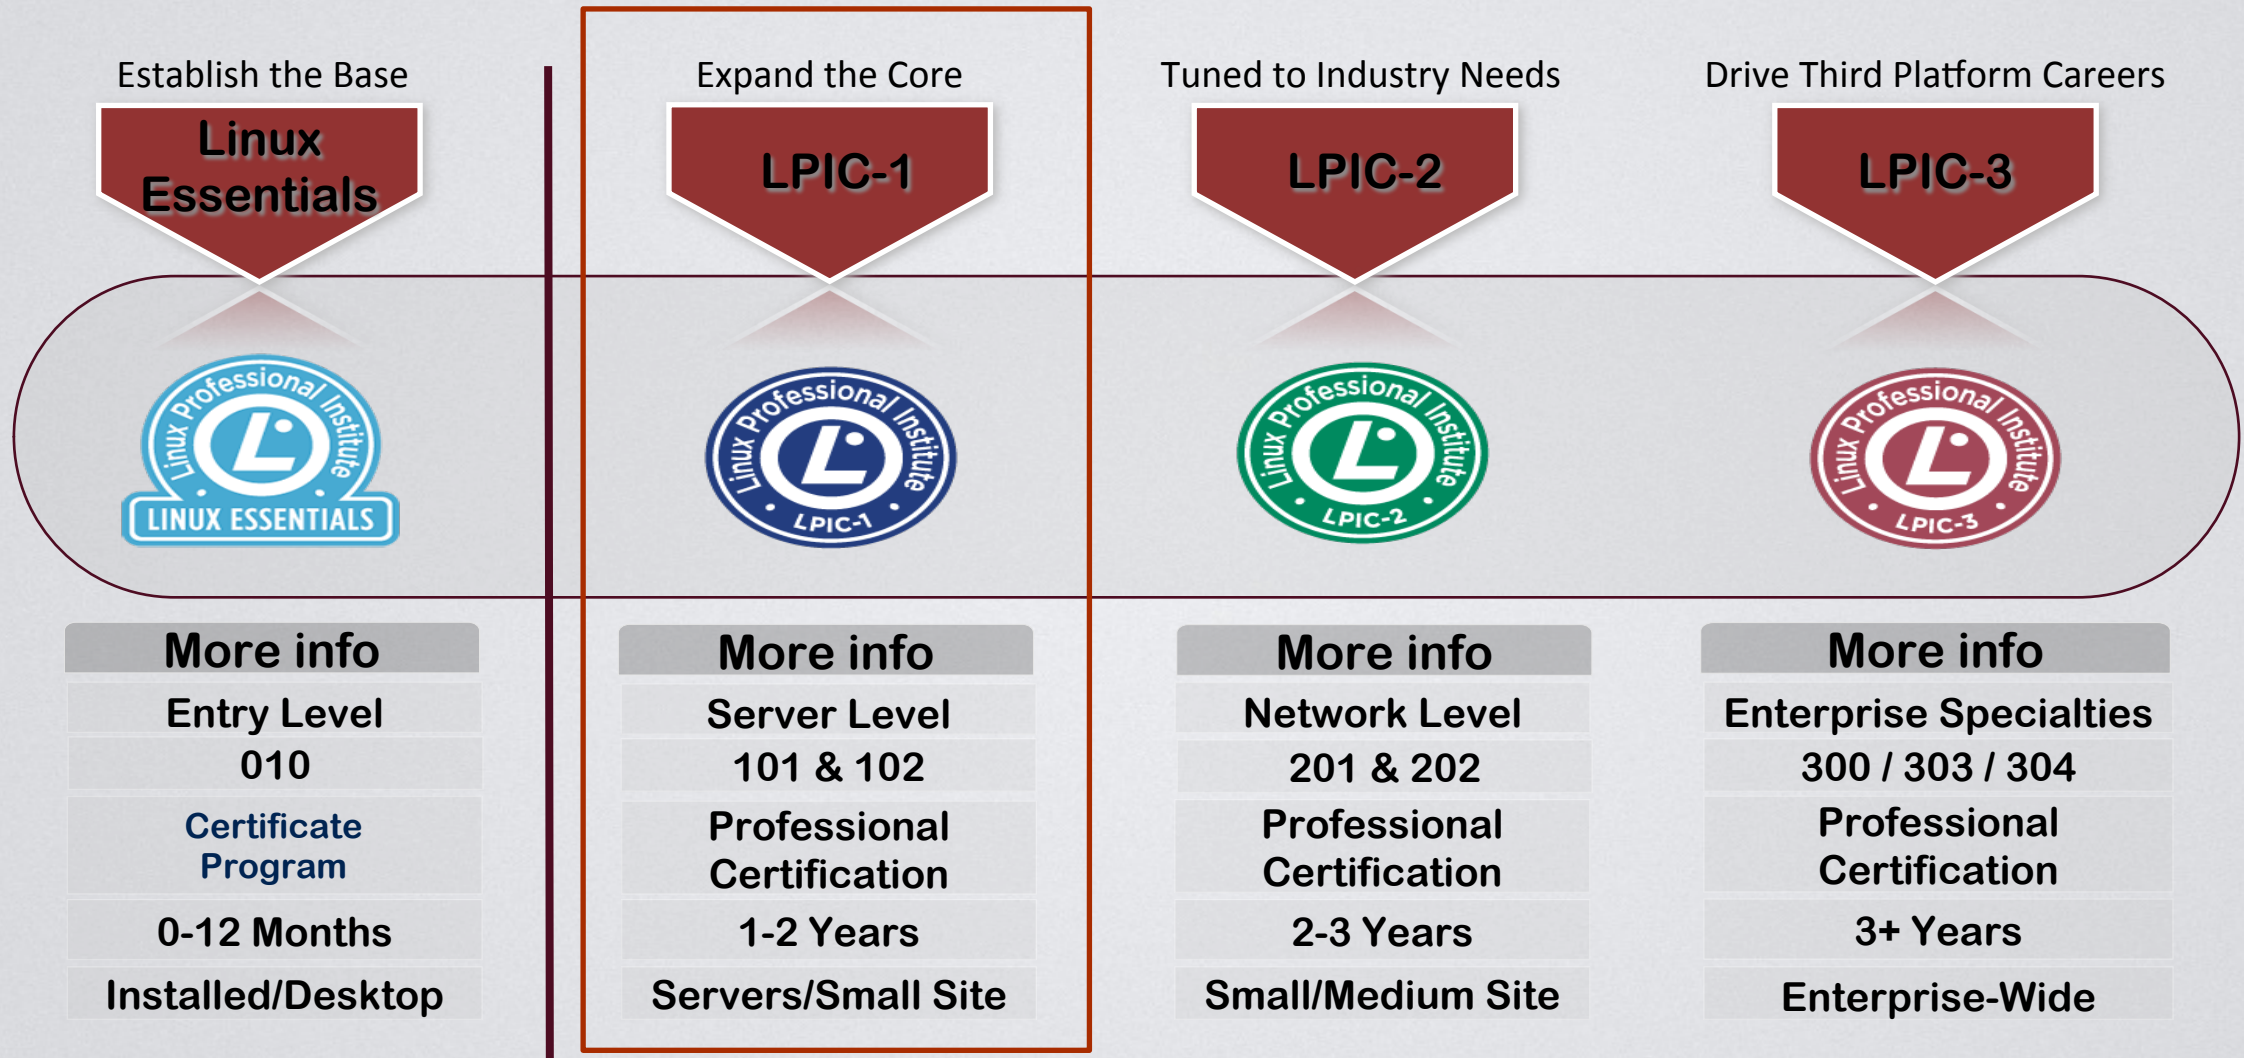 Establish the Base
Linux
Essentials
Linux Professional Institute
LINUX ESSENTIALS
More info
Entry Level
010
Certificate
Program
0-12 Months
Installed/Desktop
Expand the Core
LPIC-1
Linux Professional Institute
LPIC-1
More info
Server Level
101 & 102
Professional
Certification
1-2 Years
Servers/Small Site
Tuned to Industry Needs
LPIC-2
Linux Professional Institute
LPIC-2
More info
Network Level
201 & 202
Professional
Certification
2-3 Years
Small/Medium Site
Drive Third Platform Careers
LPIC-3
Linux Professional Institute
LPIC-3
More info
Enterprise Specialties
300 / 303 / 304
Professional
Certification
3+ Years
Enterprise-Wide